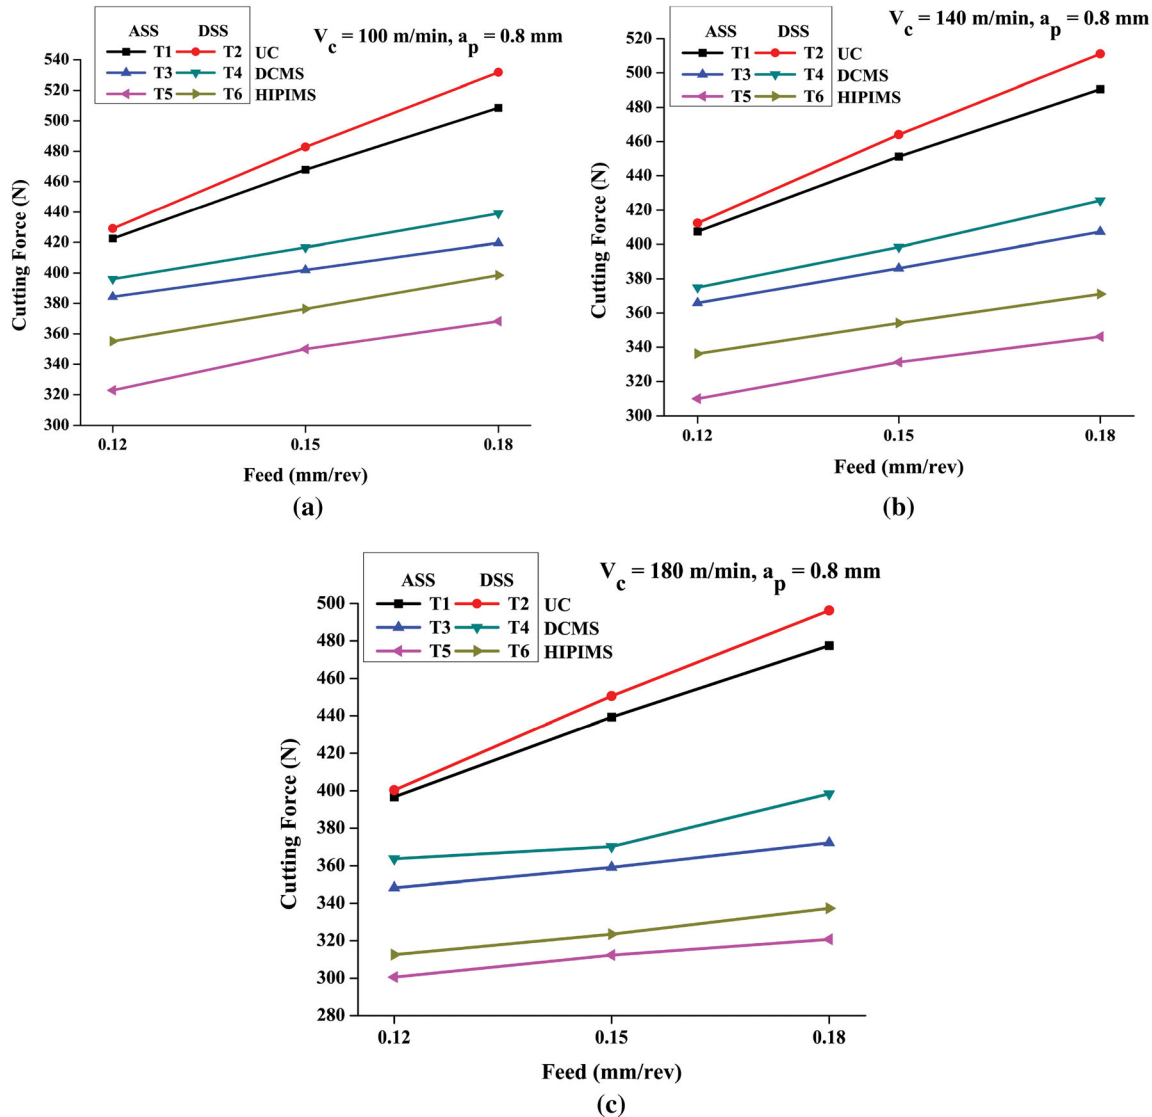 ASS DSS
T1 T2 UC
T3 T4 DCMS
T5 T6 HIPIMS
V_c = 100 m/min, a_p = 0.8 mm
540
520
500
480
460
440
420
400
380
360
340
320
300
Cutting Force (N)
0.12 0.15 0.18
Feed (mm/rev)
(a)
ASS DSS
T1 T2 UC
T3 T4 DCMS
T5 T6 HIPIMS
V_c = 140 m/min, a_p = 0.8 mm
520
500
480
460
440
420
400
380
360
340
320
300
Cutting Force (N)
0.12 0.15 0.18
Feed (mm/rev)
(b)
ASS DSS
T1 T2 UC
T3 T4 DCMS
T5 T6 HIPIMS
V_c = 180 m/min, a_p = 0.8 mm
500
480
460
440
420
400
380
360
340
320
300
280
Cutting Force (N)
0.12 0.15 0.18
Feed (mm/rev)
(c)